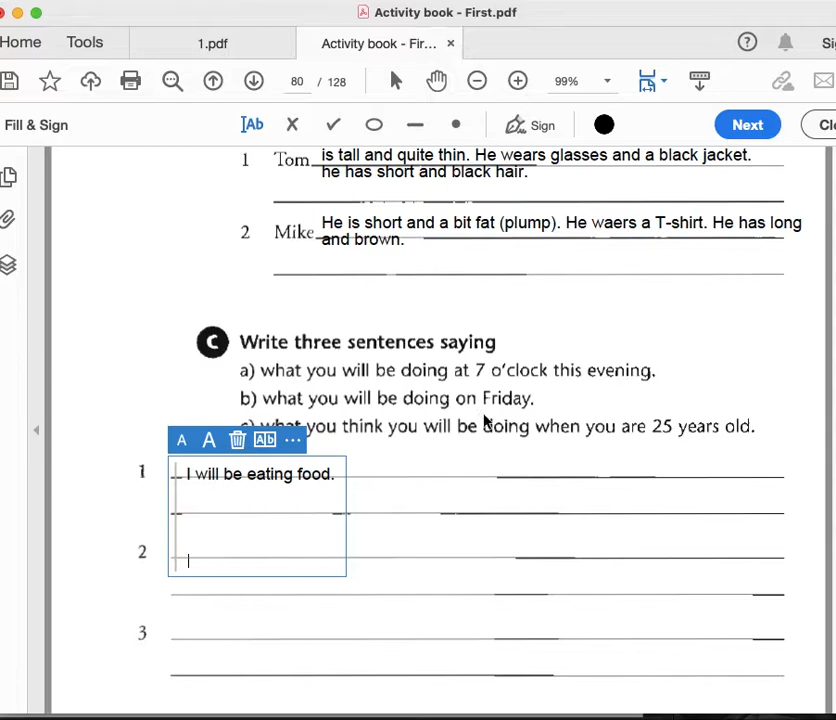 Activity book - First.pdf
Home Tools 1.pdf Activity book - Fir... × Sig
80 / 128 99%
Fill & Sign Ab Sign Next Clo
1 Tom is tall and quite thin. He wears glasses and a black jacket.
he has short and black hair.
2 Mike He is short and a bit fat (plump). He waers a T-shirt. He has long
and brown.
C Write three sentences saying
a) what you will be doing at 7 o'clock this evening.
b) what you will be doing on Friday.
c) what you think you will be doing when you are 25 years old.
A A Ab ...
1 I will be eating food.
2
3